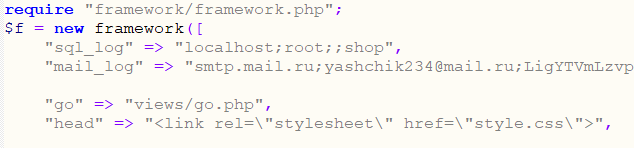 require "framework/framework.php";
$f = new framework([
"sql_log" => "localhost;root;;shop",
"mail_log" => "smtp.mail.ru;yashchik234@mail.ru;LigYTVmLzvp
"go" => "views/go.php",
"head" => "<link rel=\"stylesheet\" href=\"style.css\">",